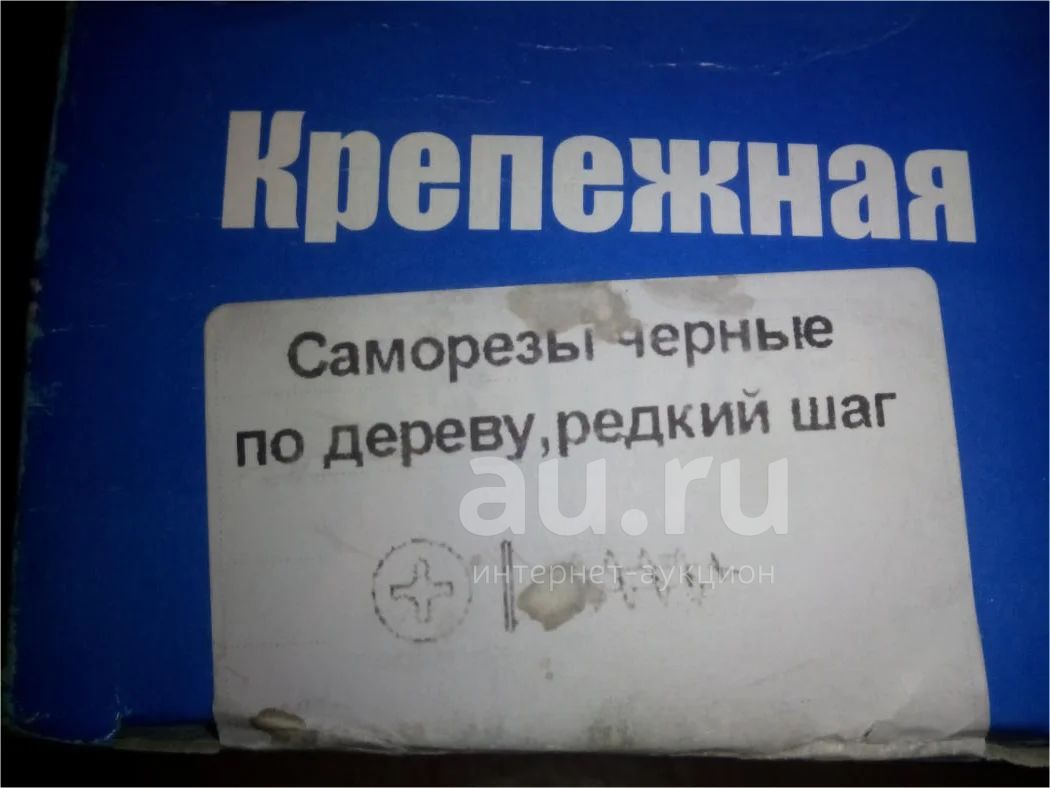 Крепежная
Саморезы черные
по дереву,редкий шаг
au.ru
интернет-аукцион